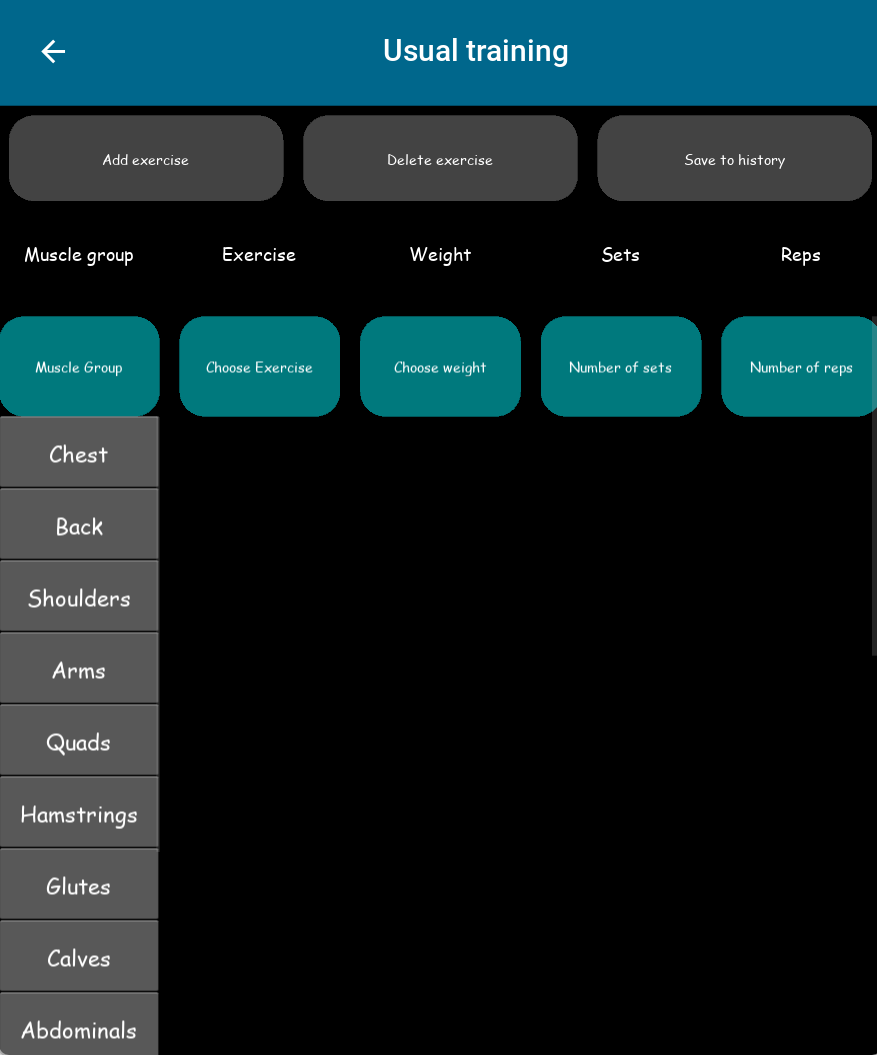 Usual training
Add exercise Delete exercise Save to history
Muscle group Exercise Weight Sets Reps
Muscle Group Choose Exercise Choose weight Number of sets Number of reps
Chest
Back
Shoulders
Arms
Quads
Hamstrings
Glutes
Calves
Abdominals